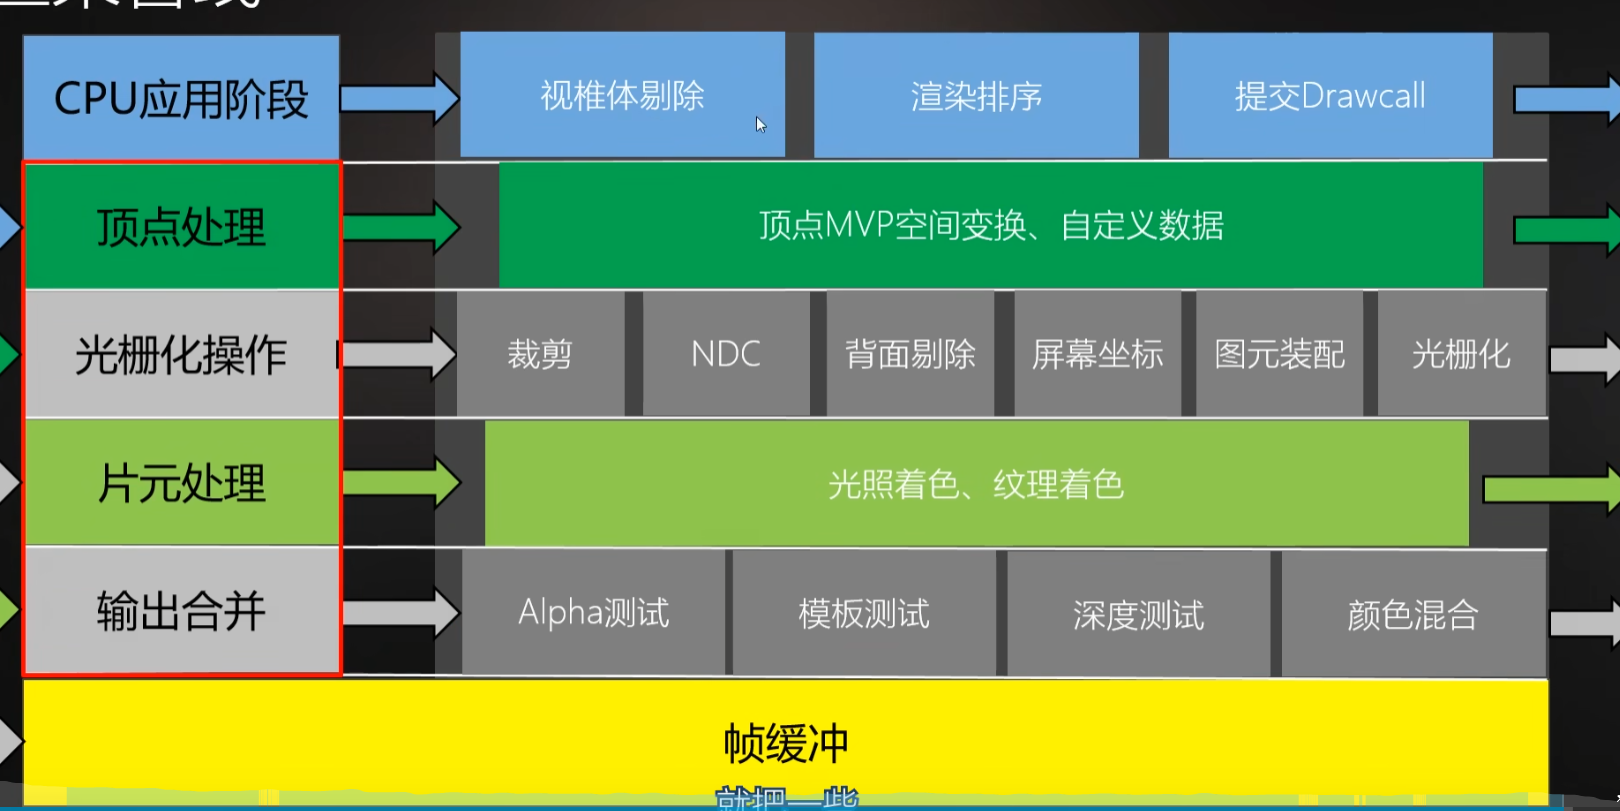 CPU应用阶段
视椎体剔除
渲染排序
提交Drawcall
顶点处理
顶点MVP空间变换、自定义数据
光栅化操作
裁剪
NDC
背面剔除
屏幕坐标
图元装配
光栅化
片元处理
光照着色、纹理着色
输出合并
Alpha测试
模板测试
深度测试
颜色混合
帧缓冲
就把一些